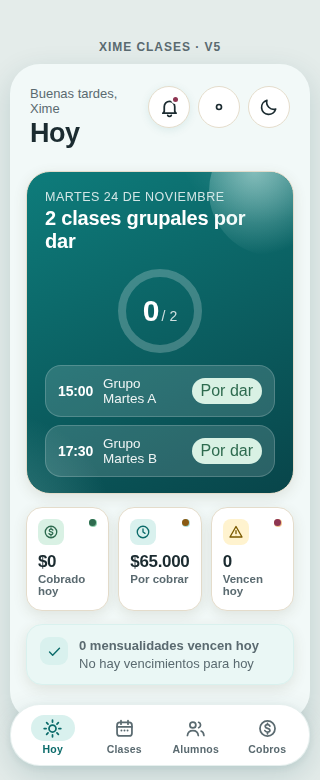 XIME CLASES · V5
Buenas tardes,
Xime
Hoy
MARTES 24 DE NOVIEMBRE
2 clases grupales por
dar
0 / 2
15:00 Grupo
Martes A
Por dar
17:30 Grupo
Martes B
Por dar
$0
Cobrado
hoy
$65.000
Por cobrar
0
Vencen
hoy
0 mensualidades vencen hoy
No hay vencimientos para hoy
Hoy
Clases
Alumnos
Cobros